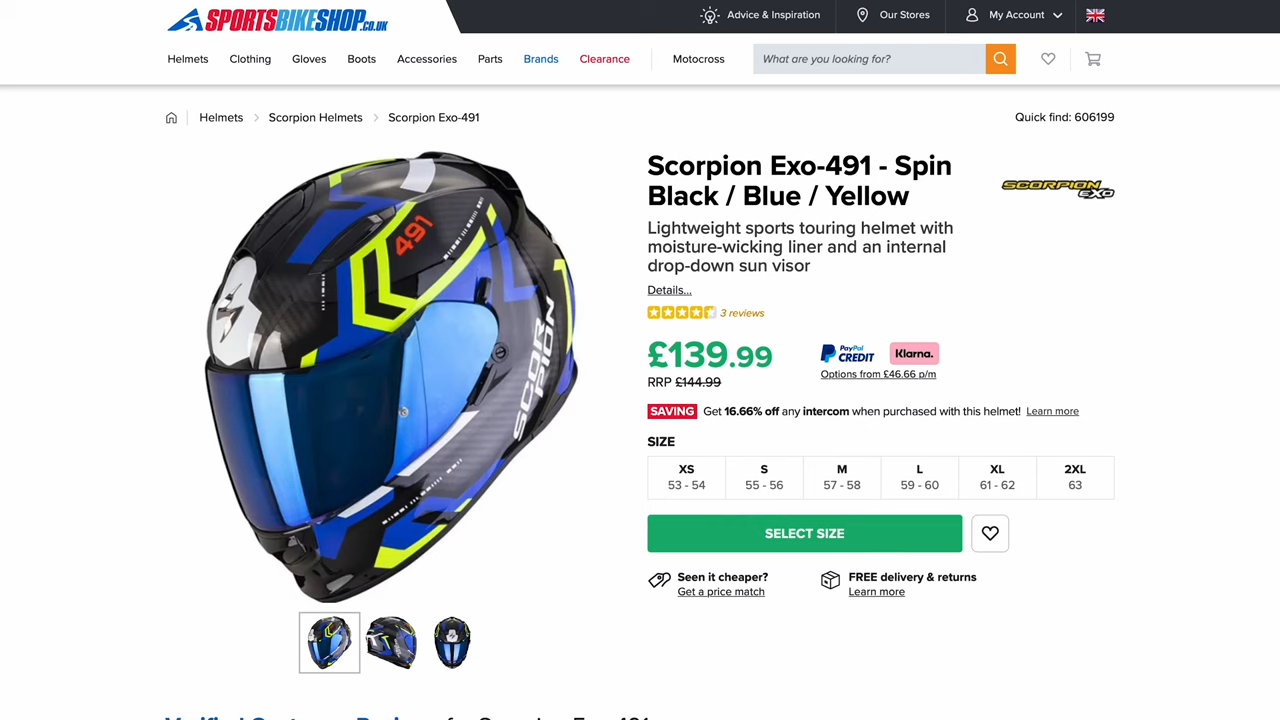 SPORTSBIKESHOP.CO.UK
Advice & Inspiration
Our Stores
My Account
Helmets
Clothing
Gloves
Boots
Accessories
Parts
Brands
Clearance
Motocross
What are you looking for?
Helmets
Scorpion Helmets
Scorpion Exo-491
Quick find: 606199
491
SCORPION
Scorpion Exo-491 - Spin
Black / Blue / Yellow
SCORPION EXO
Lightweight sports touring helmet with
moisture-wicking liner and an internal
drop-down sun visor
Details...
3 reviews
£139.99
RRP £144.99
PayPal
CREDIT
Klarna.
Options from £46.66 p/m
SAVING Get 16.66% off any intercom when purchased with this helmet! Learn more
SIZE
XS
53 - 54
S
55 - 56
M
57 - 58
L
59 - 60
XL
61 - 62
2XL
63
SELECT SIZE
Seen it cheaper?
Get a price match
FREE delivery & returns
Learn more